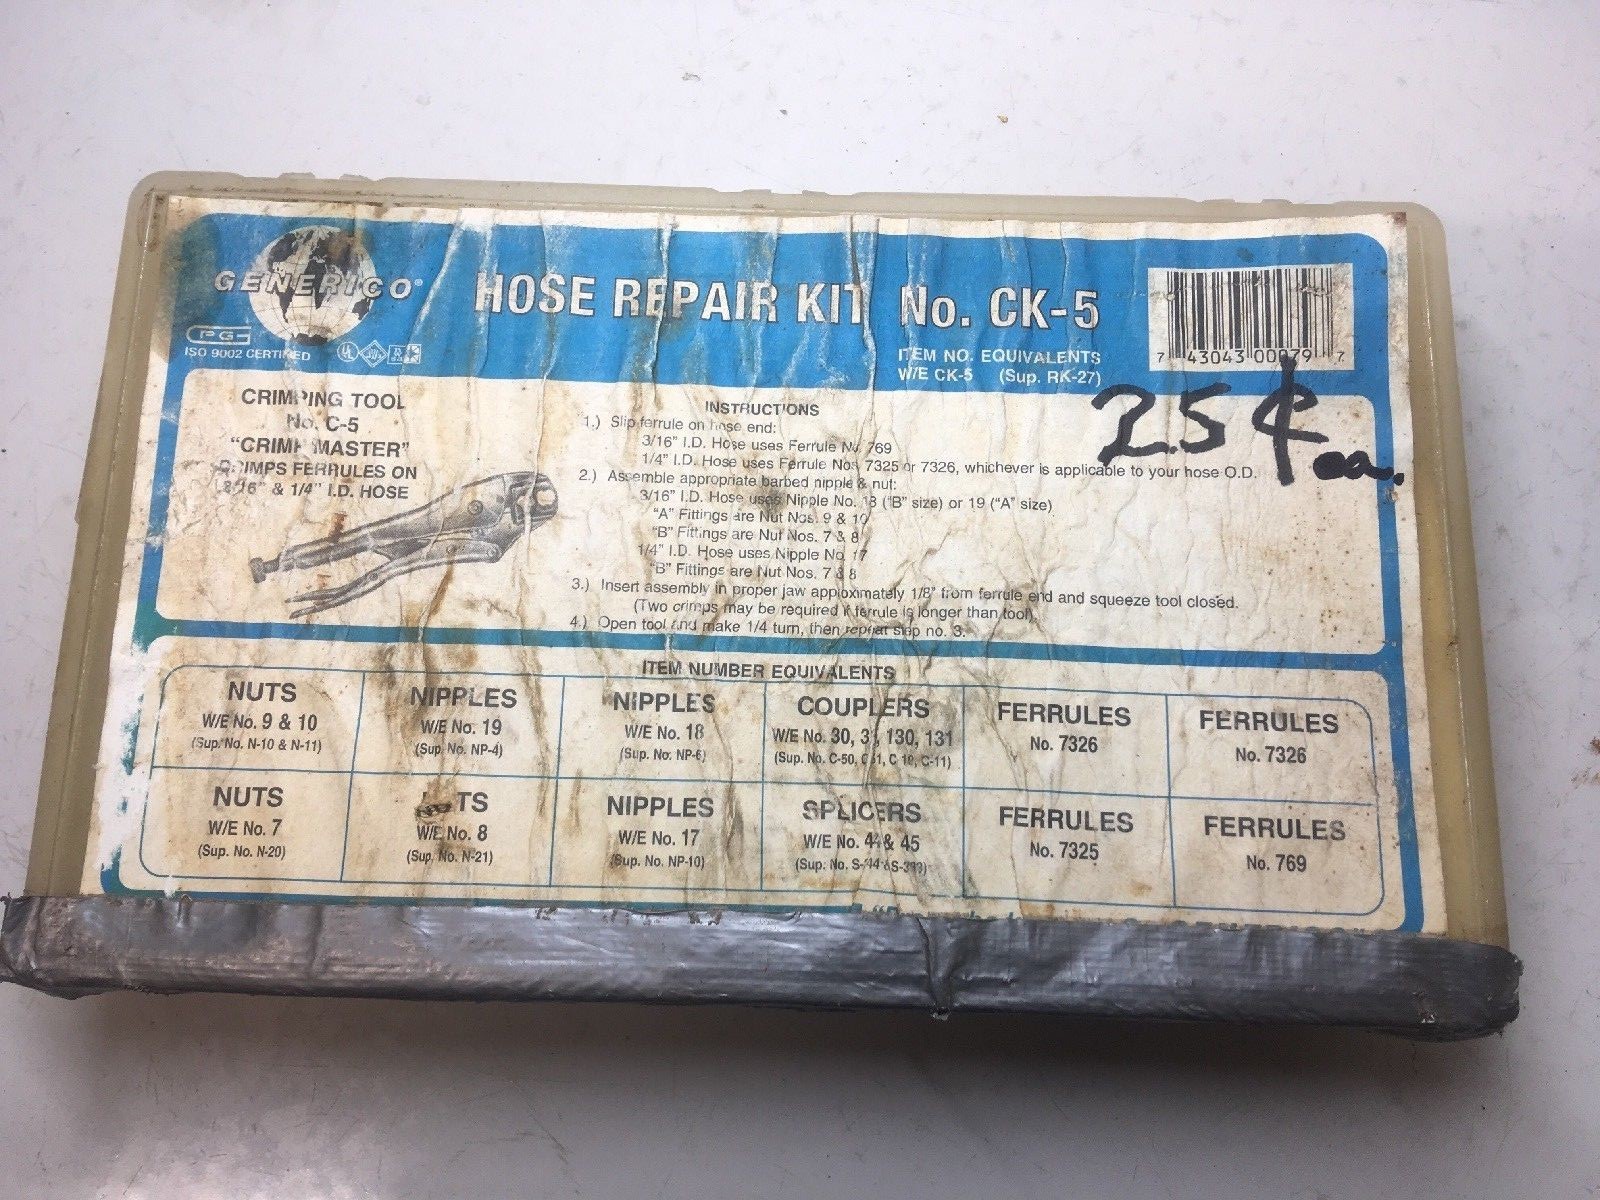 GENERICO®
PGI
ISO 9002 CERTIFIED
HOSE REPAIR KIT No. CK-5
ITEM NO. EQUIVALENTS
W/E CK-5 (Sup. RK-27)
7 43043 00079 7
25¢ ea.
CRIMPING TOOL
No. C-5
"CRIMP MASTER"
CRIMPS FERRULES ON
3/16" & 1/4" I.D. HOSE
INSTRUCTIONS
1.) Slip ferrule on hose end:
3/16" I.D. Hose uses Ferrule No. 769
1/4" I.D. Hose uses Ferrule Nos. 7325 or 7326, whichever is applicable to your hose O.D.
2.) Assemble appropriate barbed nipple & nut:
3/16" I.D. Hose uses Nipple No. 18 ("B" size) or 19 ("A" size)
"A" Fittings are Nut Nos. 9 & 10
"B" Fittings are Nut Nos. 7 & 8
1/4" I.D. Hose uses Nipple No. 17
"B" Fittings are Nut Nos. 7 & 8
3.) Insert assembly in proper jaw approximately 1/8" from ferrule end and squeeze tool closed.
(Two crimps may be required if ferrule is longer than tool).
4.) Open tool and make 1/4 turn, then repeat step no. 3.
ITEM NUMBER EQUIVALENTS
NUTS
W/E No. 9 & 10
(Sup. No. N-10 & N-11)
NIPPLES
W/E No. 19
(Sup. No. NP-4)
NIPPLES
W/E No. 18
(Sup. No. NP-6)
COUPLERS
W/E No. 30, 31, 130, 131
(Sup. No. C-50, C-51, C-10, C-11)
FERRULES
No. 7326
FERRULES
No. 7326
NUTS
W/E No. 7
(Sup. No. N-20)
NUTS
W/E No. 8
(Sup. No. N-21)
NIPPLES
W/E No. 17
(Sup. No. NP-10)
SPLICERS
W/E No. 44 & 45
(Sup. No.
FERRULES
No. 7325
FERRULES
No. 769